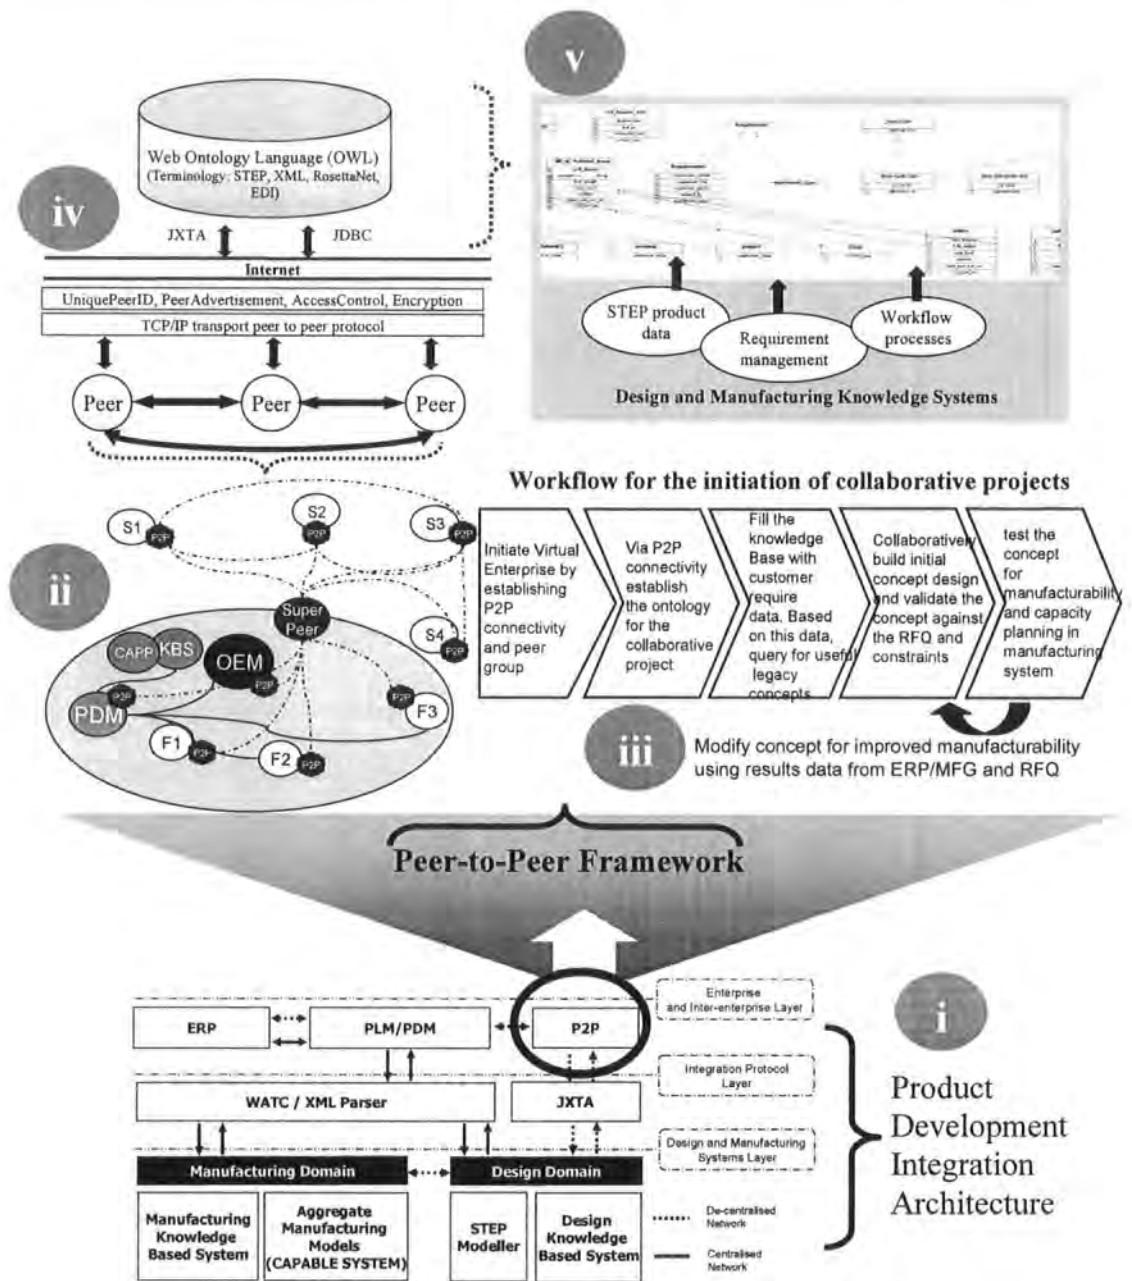 v
Web Ontology Language (OWL)
(Terminology: STEP, XML, RosettaNet,
EDI)
iv
JXTA
JDBC
Internet
UniquePeerID, PeerAdvertisement, AccessControl, Encryption
TCP/IP transport peer to peer protocol
Peer
Peer
Peer
STEP product
data
Requirement
management
Workflow
processes
Design and Manufacturing Knowledge Systems
Workflow for the initiation of collaborative projects
Initiate Virtual
Enterprise by
establishing
P2P
connectivity
and peer
group
Via P2P
connectivity
establish
the ontology
for the
collaborative
project
Fill the
knowledge
Base with
customer
require
data. Based
on this data,
query for useful
legacy
concepts
Collaboratively
build initial
concept design
and validate the
concept against
the RFQ and
constraints
test the
concept
for
manufacturability
and capacity
planning in
manufacturing
system
ii
S1
P2P
S2
P2P
S3
P2P
S4
P2P
Super
Peer
CAPP
KBS
OEM
P2P
PDM
P2P
F1
P2P
F2
P2P
P2P
F3
iii
Modify concept for improved manufacturability
using results data from ERP/MFG and RFQ
Peer-to-Peer Framework
i
Product
Development
Integration
Architecture
Enterprise
and Inter-enterprise Layer
ERP
PLM/PDM
P2P
Integration Protocol
Layer
WATC / XML Parser
JXTA
Design and Manufacturing
Systems Layer
Manufacturing Domain
Design Domain
Manufacturing
Knowledge
Based System
Aggregate
Manufacturing
Models
(CAPABLE SYSTEM)
STEP
Modeller
Design
Knowledge
Based System
De-centralised
Network
Centralised
Network